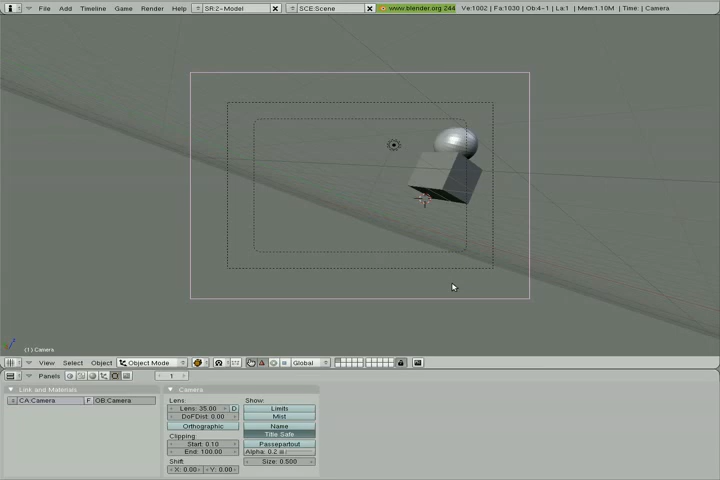 File Add Timeline Game Render Help SR:2-Model SCE:Scene www.blender.org 244 Ve:1002 | Fa:1030 | Ob:4-1 | La:1 | Mem:1.10M | Time: | Camera
(1) Camera
View Select Object Object Mode Global
Panels 1
Link and Materials Camera
CA:Camera F OB:Camera
Lens: Show:
Lens: 35.00 D Limits
DoFDist: 0.00 Mist
Orthographic Name
Clipping: Title Safe
Start: 0.10 Passepartout
End: 100.00 Alpha: 0.2
Shift: Size: 0.500
X: 0.00 Y: 0.00